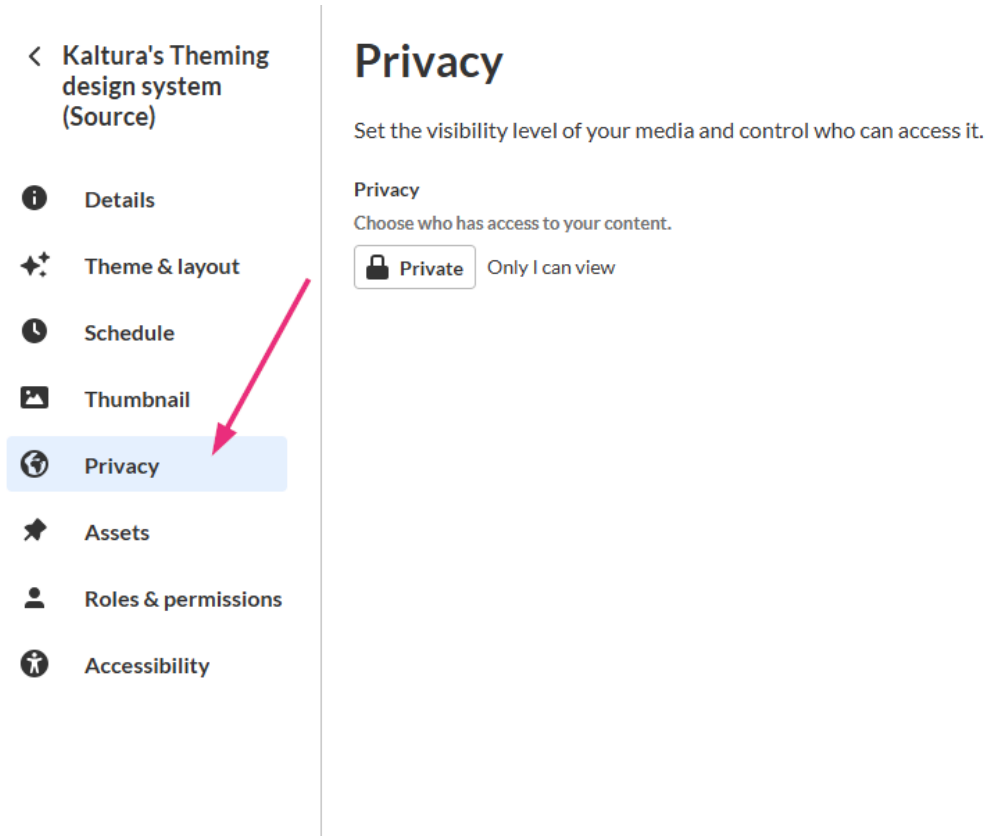 Kaltura's Theming
design system
(Source)
Details
Theme & layout
Schedule
Thumbnail
Privacy
Assets
Roles & permissions
Accessibility
Privacy
Set the visibility level of your media and control who can access it.
Privacy
Choose who has access to your content.
Private Only I can view